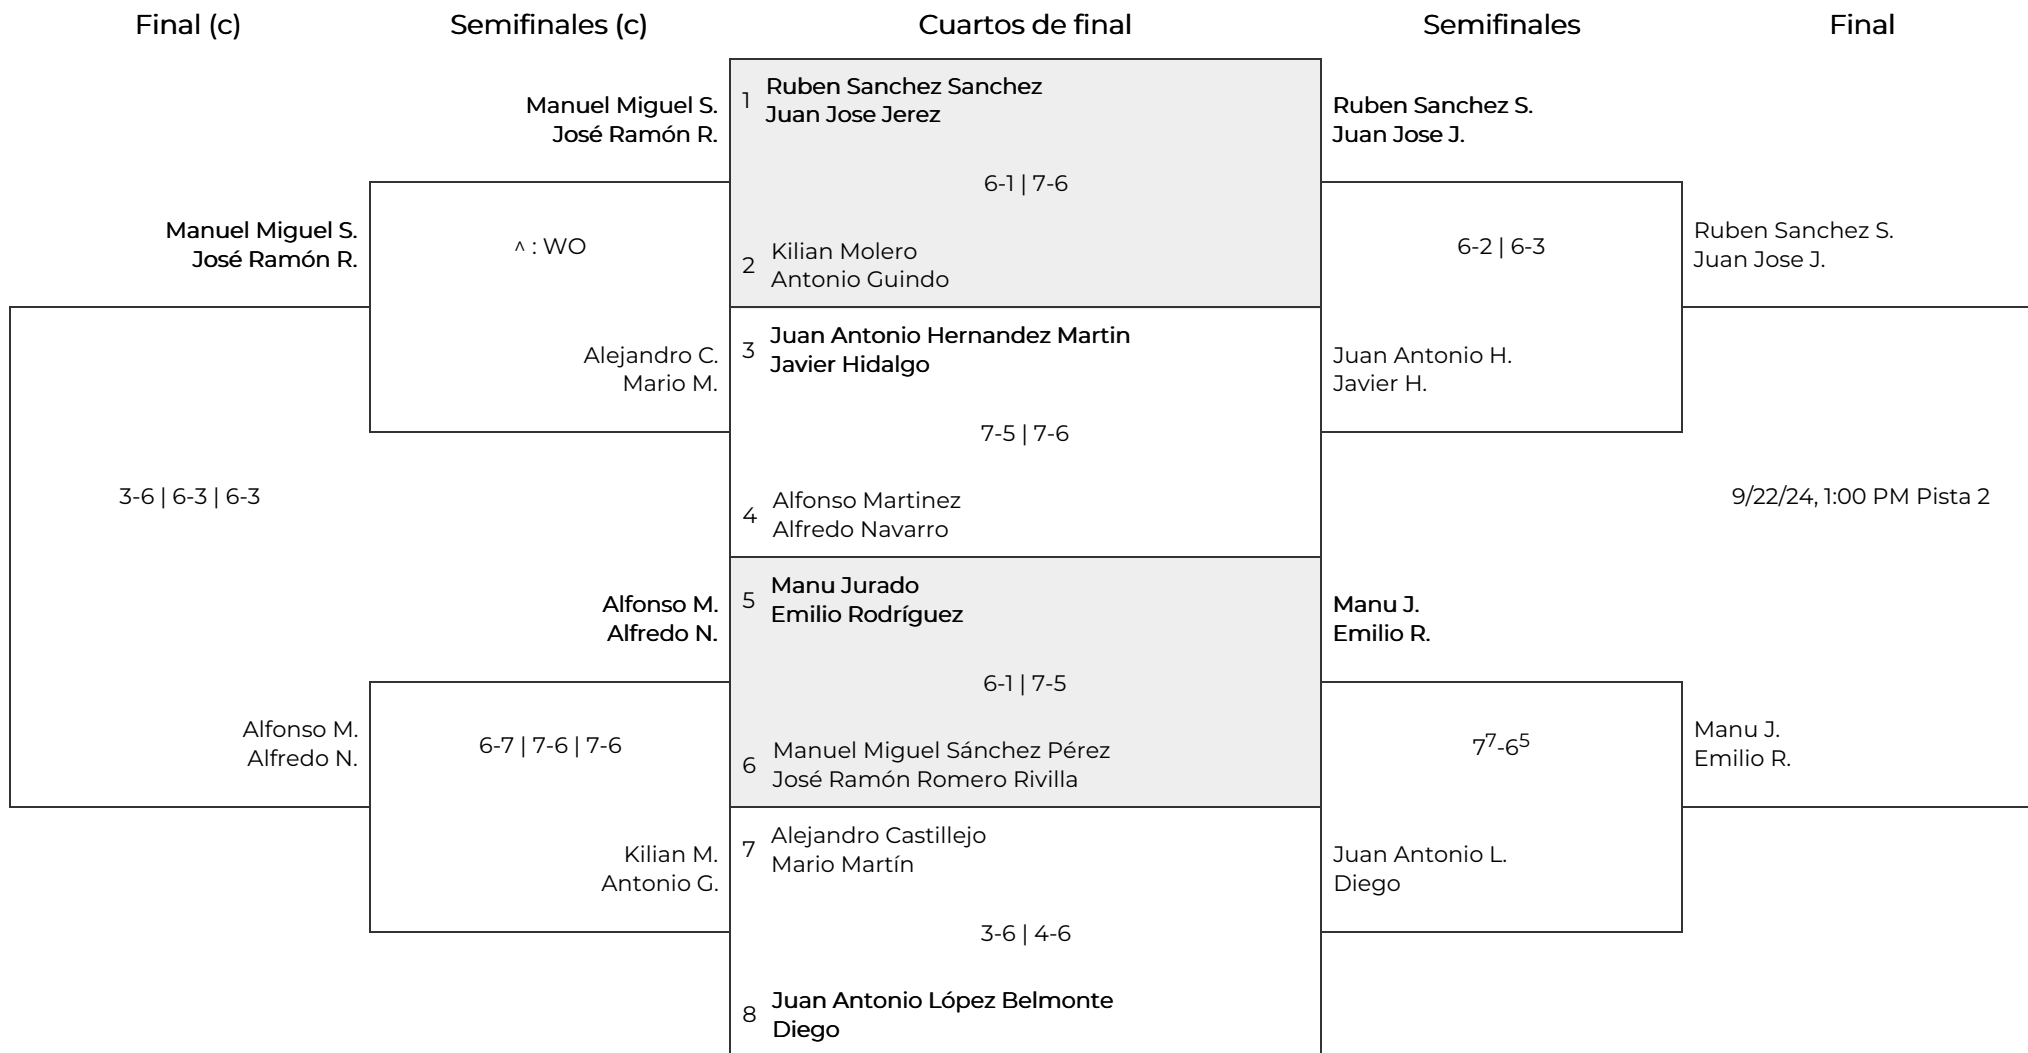 Final (c)
Semifinales (c)
Cuartos de final
Semifinales
Final
Manuel Miguel S.
José Ramón R.
3-6 | 6-3 | 6-3
Alfonso M.
Alfredo N.
Manuel Miguel S.
José Ramón R.
^ : WO
Alejandro C.
Mario M.
Alfonso M.
Alfredo N.
6-7 | 7-6 | 7-6
Kilian M.
Antonio G.
1
Ruben Sanchez Sanchez
Juan Jose Jerez
6-1 | 7-6
2
Kilian Molero
Antonio Guindo
3
Juan Antonio Hernandez Martin
Javier Hidalgo
7-5 | 7-6
4
Alfonso Martinez
Alfredo Navarro
5
Manu Jurado
Emilio Rodríguez
6-1 | 7-5
6
Manuel Miguel Sánchez Pérez
José Ramón Romero Rivilla
7
Alejandro Castillejo
Mario Martín
3-6 | 4-6
8
Juan Antonio López Belmonte
Diego
Ruben Sanchez S.
Juan Jose J.
6-2 | 6-3
Juan Antonio H.
Javier H.
Manu J.
Emilio R.
7⁷-6⁵
Juan Antonio L.
Diego
Ruben Sanchez S.
Juan Jose J.
9/22/24, 1:00 PM Pista 2
Manu J.
Emilio R.